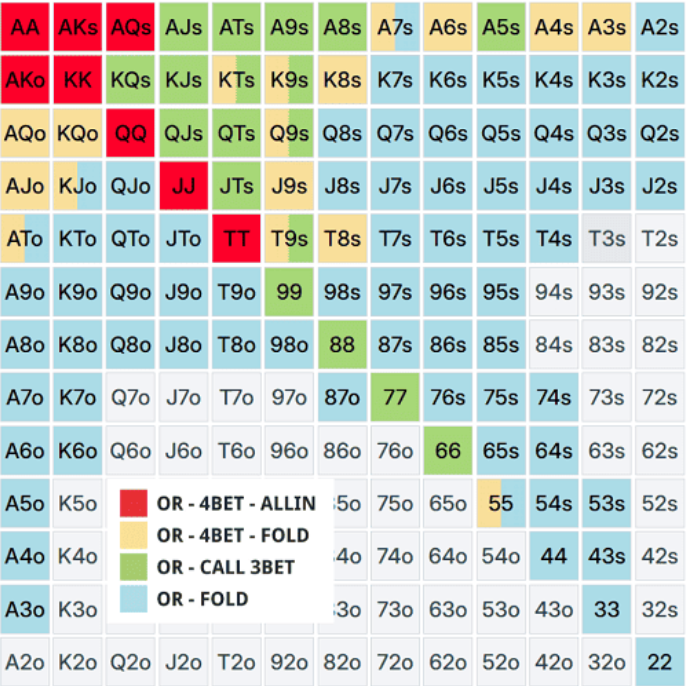 AA AKs AQs AJs ATs A9s A8s A7s A6s A5s A4s A3s A2s
AKo KK KQs KJs KTs K9s K8s K7s K6s K5s K4s K3s K2s
AQo KQo QQ QJs QTs Q9s Q8s Q7s Q6s Q5s Q4s Q3s Q2s
AJo KJo QJo JJ JTs J9s J8s J7s J6s J5s J4s J3s J2s
ATo KTo QTo JTo TT T9s T8s T7s T6s T5s T4s T3s T2s
A9o K9o Q9o J9o T9o 99 98s 97s 96s 95s 94s 93s 92s
A8o K8o Q8o J8o T8o 98o 88 87s 86s 85s 84s 83s 82s
A7o K7o Q7o J7o T7o 97o 87o 77 76s 75s 74s 73s 72s
A6o K6o Q6o J6o T6o 96o 86o 76o 66 65s 64s 63s 62s
A5o K5o 75o 65o 55 54s 53s 52s
A4o K4o 74o 64o 54o 44 43s 42s
A3o K3o 73o 63o 53o 43o 33 32s
A2o K2o Q2o J2o T2o 92o 82o 72o 62o 52o 42o 32o 22
OR - 4BET - ALLIN
OR - 4BET - FOLD
OR - CALL 3BET
OR - FOLD